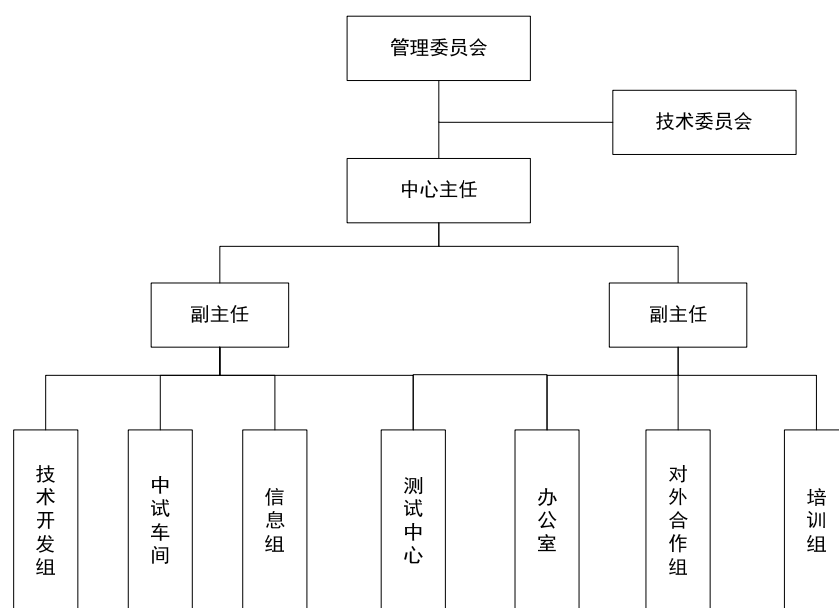 管理委员会
技术委员会
中心主任
副主任
副主任
技术开发组
中试车间
信息组
测试中心
办公室
对外合作组
培训组